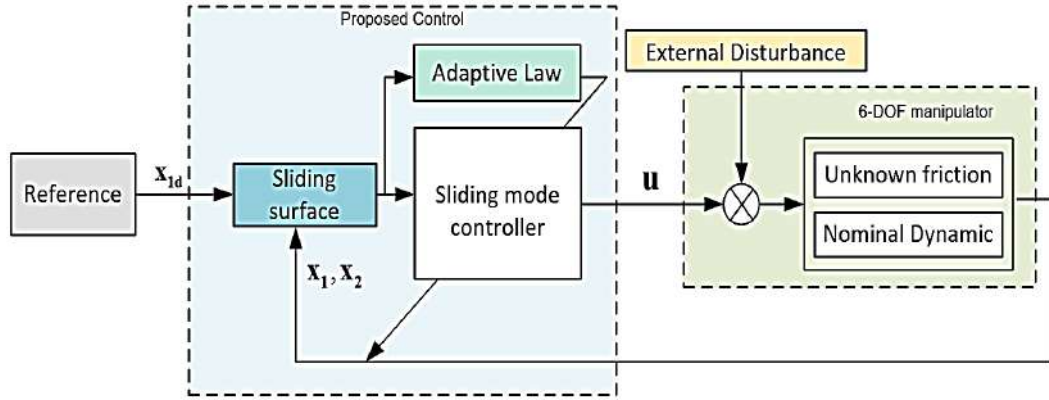 Proposed Control
External Disturbance
Adaptive Law
6-DOF manipulator
Reference
x1d
Sliding
surface
Sliding mode
controller
u
Unknown friction
Nominal Dynamic
x1, x2